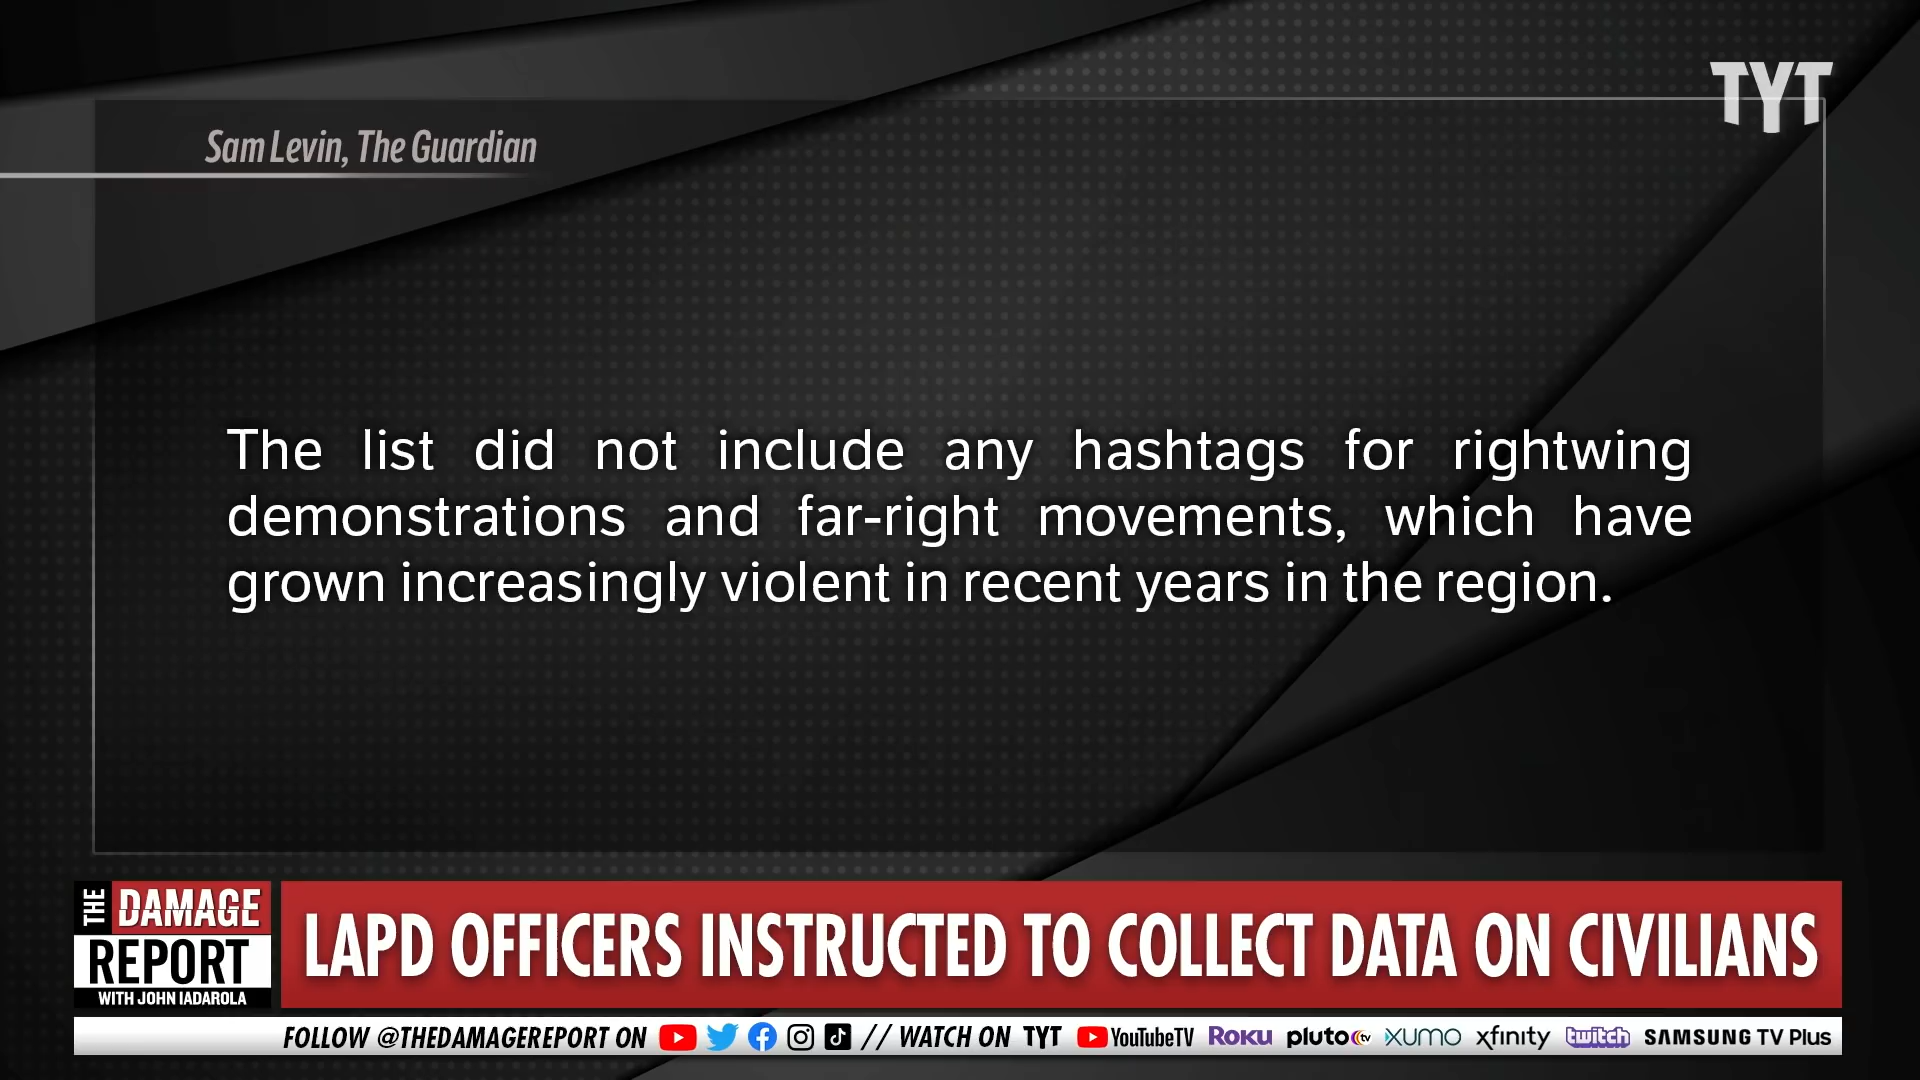 TYT
Sam Levin, The Guardian
The list did not include any hashtags for rightwing
demonstrations and far-right movements, which have
grown increasingly violent in recent years in the region.
THE DAMAGE
REPORT
WITH JOHN IADAROLA
LAPD OFFICERS INSTRUCTED TO COLLECT DATA ON CIVILIANS
FOLLOW @THEDAMAGEREPORT ON // WATCH ON TYT YouTubeTV ROKU pluto tv XUMO xfinity twitch SAMSUNG TV Plus